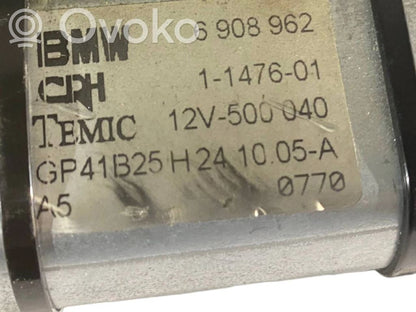 Ovoko
BMW 6 908 962
CPH 1-1476-01
TEMIC 12V-500 040
GP41B25 H 24.10.05-A
A5 0770